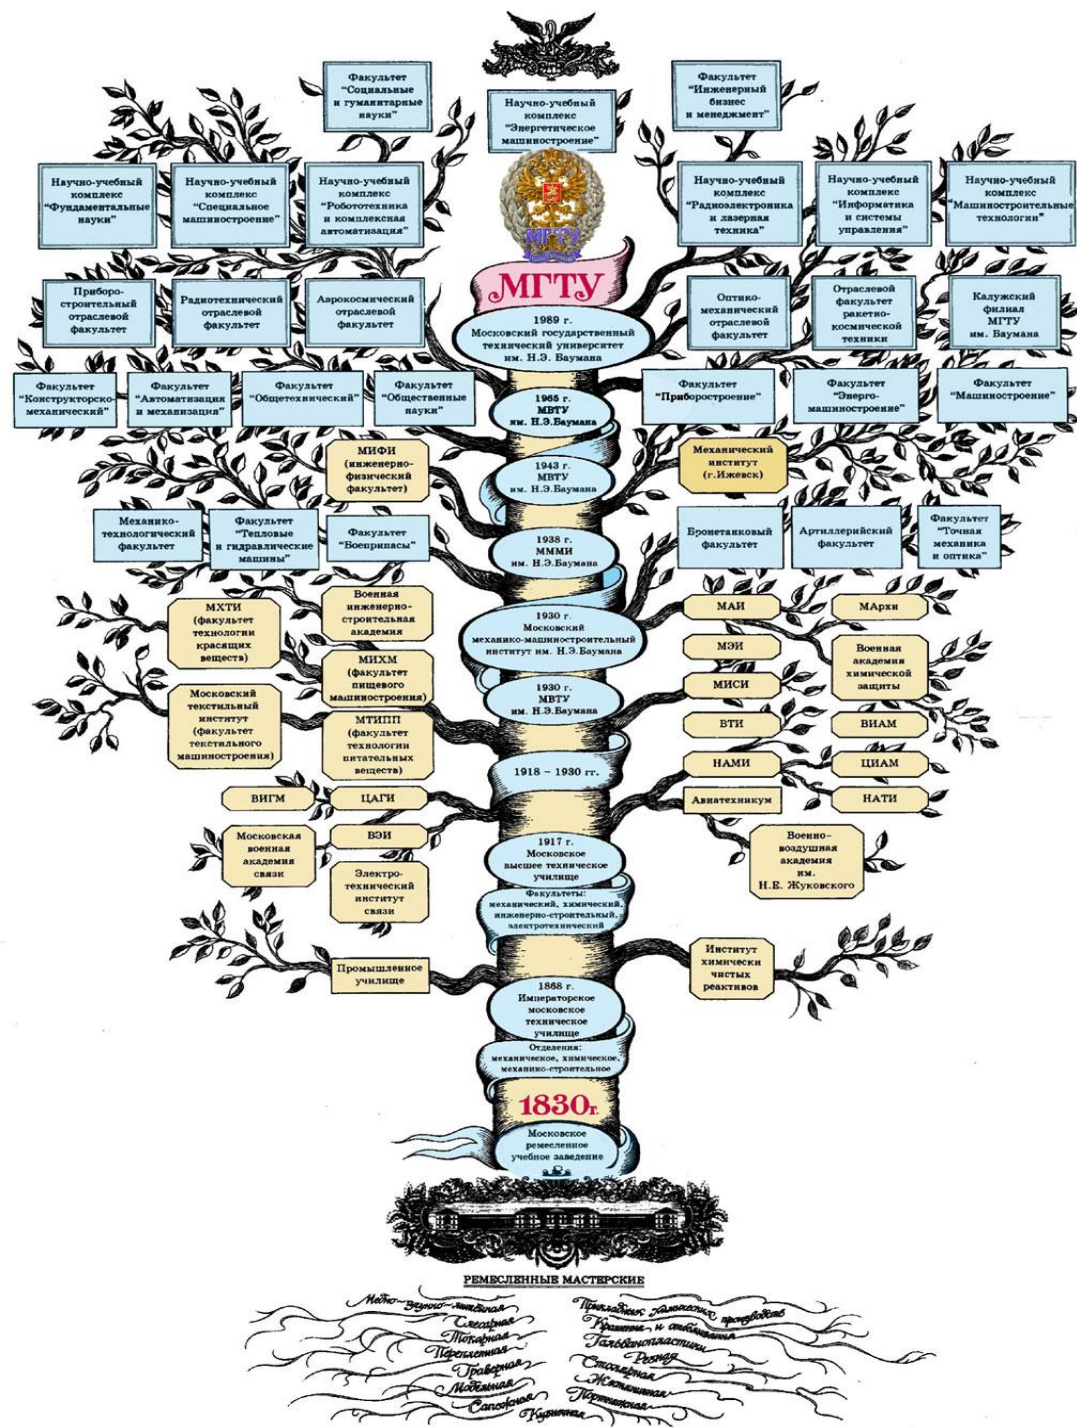 Факультет
"Социальные
и гуманитарные
науки"
Научно-учебный
комплекс
"Энергетическое
машиностроение"
Факультет
"Инженерный
бизнес
и менеджмент"
Научно-учебный
комплекс
"Фундаментальные
науки"
Научно-учебный
комплекс
"Специальное
машиностроение"
Научно-учебный
комплекс
"Робототехника
и комплексная
автоматизация"
МГТУ
Научно-учебный
комплекс
"Радиоэлектроника
и лазерная
техника"
Научно-учебный
комплекс
"Информатика
и системы
управления"
Научно-учебный
комплекс
"Машиностроительные
технологии"
МГТУ
Приборо-
строительный
отраслевой
факультет
Радиотехнический
отраслевой
факультет
Аэрокосмический
отраслевой
факультет
1989 г.
Московский государственный
технический университет
им. Н.Э. Баумана
Оптико-
механический
отраслевой
факультет
Отраслевой
факультет
ракетно-
космической
техники
Калужский
филиал
МГТУ
им. Баумана
Факультет
"Конструкторско-
механический"
Факультет
"Автоматизация
и механизация"
Факультет
"Общетехнический"
Факультет
"Общественные
науки"
1965 г.
МВТУ
им. Н.Э.Баумана
Факультет
"Приборостроение"
Факультет
"Энерго-
машиностроение"
Факультет
"Машиностроение"
МИФИ
(инженерно-
физический
факультет)
1943 г.
МВТУ
им. Н.Э.Баумана
Механический
институт
(г.Ижевск)
Механико-
технологический
факультет
Факультет
"Тепловые
и гидравлические
машины"
Факультет
"Боеприпасы"
1938 г.
МММИ
им. Н.Э.Баумана
Бронетанковый
факультет
Артиллерийский
факультет
Факультет
"Точная
механика
и оптика"
МХТИ
(факультет
технологии
красящих
веществ)
Военная
инженерно-
строительная
академия
1930 г.
Московский
механико-машиностроительный
институт им. Н.Э.Баумана
МАИ
МАрхи
МЭИ
Военная
академия
химической
защиты
МИХМ
(факультет
пищевого
машиностроения)
МИСИ
Московский
текстильный
институт
(факультет
текстильного
машиностроения)
МТИПП
(факультет
технологии
питательных
веществ)
1930 г.
МВТУ
им. Н.Э.Баумана
ВТИ
ВИАМ
1918 – 1930 гг.
НАМИ
ЦИАМ
ВИГМ
ЦАГИ
Авиатехникум
НАТИ
Московская
военная
академия
связи
ВЭИ
1917 г.
Московское
высшее техническое
училище
Военно-
воздушная
академия
им.
Н.Е. Жуковского
Электро-
технический
институт
связи
Факультеты:
механический, химический,
инженерно-строительный,
электротехнический
Промышленное
училище
Институт
химически
чистых
реактивов
1868 г.
Императорское
московское
техническое
училище
Отделения:
механическое, химическое,
механико-строительное
1830г.
Московское
ремесленное
учебное заведение
РЕМЕСЛЕННЫЕ МАСТЕРСКИЕ
Медно-чугунно-литейная
Слесарная
Токарная
Переплетная
Граверная
Модельная
Сапожная
Кузнечная
Прикладных химических производств
Крашения и отбеливания
Гальванопластики
Резная
Столярная
Жестяничная
Портняжная